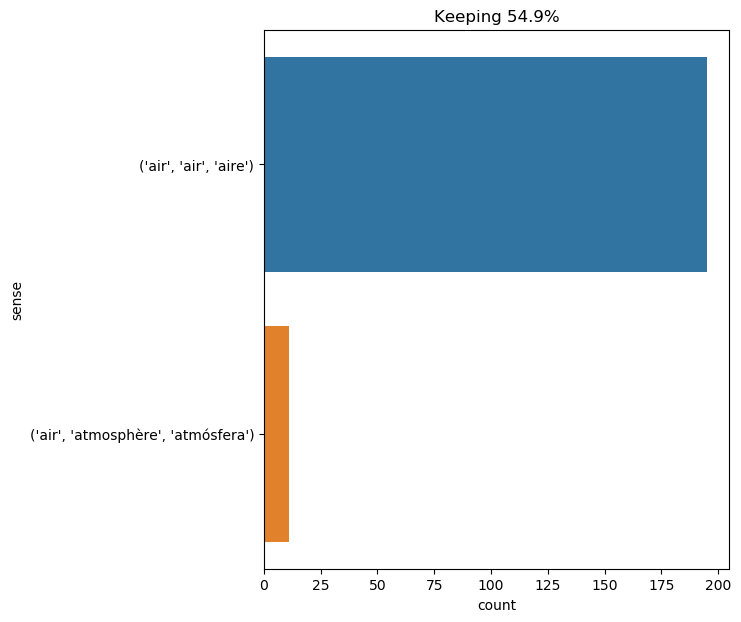 Keeping 54.9%
('air', 'air', 'aire')
sense
('air', 'atmosphère', 'atmósfera')
0 25 50 75 100 125 150 175 200
count